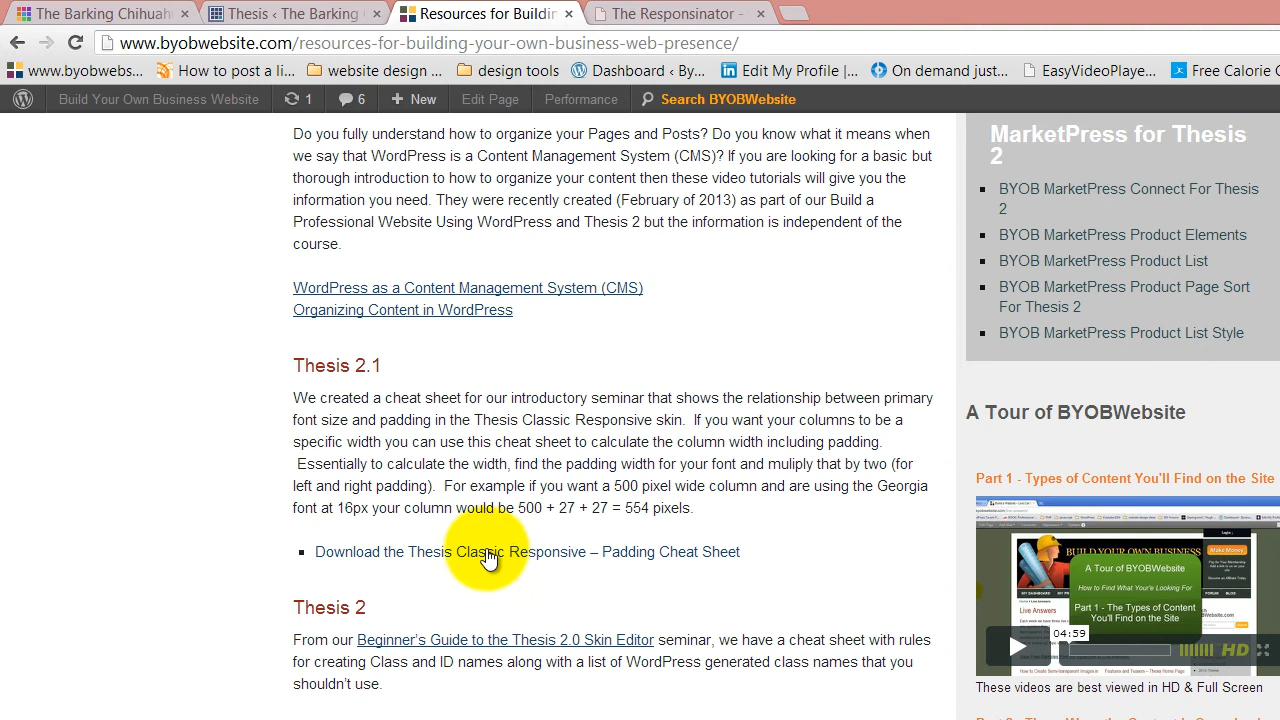 The Barking Chihuah
Thesis ‹ The Barking
Resources for Buildin
The Responsinator -
www.byobwebsite.com/resources-for-building-your-own-business-web-presence/
www.byobwebs...
How to post a li...
website design ...
design tools
Dashboard ‹ By...
Edit My Profile |...
On demand just...
EasyVideoPlaye...
Free Calorie C
Build Your Own Business Website
1
6
New
Edit Page
Performance
Search BYOBWebsite
Do you fully understand how to organize your Pages and Posts? Do you know what it means when
we say that WordPress is a Content Management System (CMS)? If you are looking for a basic but
thorough introduction to how to organize your content then these video tutorials will give you the
information you need. They were recently created (February of 2013) as part of our Build a
Professional Website Using WordPress and Thesis 2 but the information is independent of the
course.
WordPress as a Content Management System (CMS)
Organizing Content in WordPress
Thesis 2.1
We created a cheat sheet for our introductory seminar that shows the relationship between primary
font size and padding in the Thesis Classic Responsive skin. If you want your columns to be a
specific width you can use this cheat sheet to calculate the column width including padding.
Essentially to calculate the width, find the padding width for your font and muliply that by two (for
left and right padding). For example if you want a 500 pixel wide column and are using the Georgia
16px your column would be 500 + 27 + 27 = 554 pixels.
Download the Thesis Classic Responsive – Padding Cheat Sheet
Thesis 2
From our Beginner's Guide to the Thesis 2.0 Skin Editor seminar, we have a cheat sheet with rules
for creating Class and ID names along with a list of WordPress generated class names that you
shouldn't use.
MarketPress for Thesis
2
BYOB MarketPress Connect For Thesis
2
BYOB MarketPress Product Elements
BYOB MarketPress Product List
BYOB MarketPress Product Page Sort
For Thesis 2
BYOB MarketPress Product List Style
A Tour of BYOBWebsite
Part 1 - Types of Content You'll Find on the Site
BUILD YOUR OWN BUSINESS
Make Money
A Tour of BYOBWebsite
How to Find What Your're Looking For
Part 1 - The Types of Content
You'll Find on the Site
MY DASHBOARD
FORUM
BLOG
Live Answers
04:59
HD
These videos are best viewed in HD & Full Screen